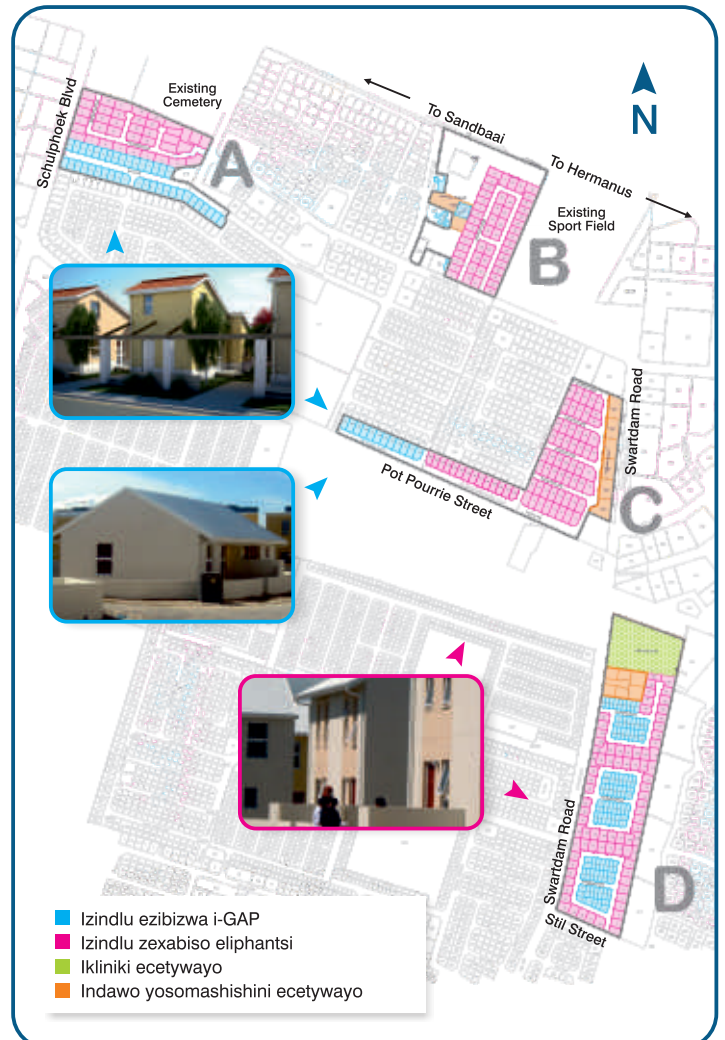 Existing
Cemetery
Schulphoek Blvd
A
To Sandbaai
N
To Hermanus
Existing
Sport Field
B
Swartdam Road
Pot Pourrie Street
C
Swartdam Road
D
Stil Street
Izindlu ezibizwa i-GAP
Izindlu zexabiso eliphantsi
Ikliniki ecetywayo
Indawo yosomashishini ecetywayo